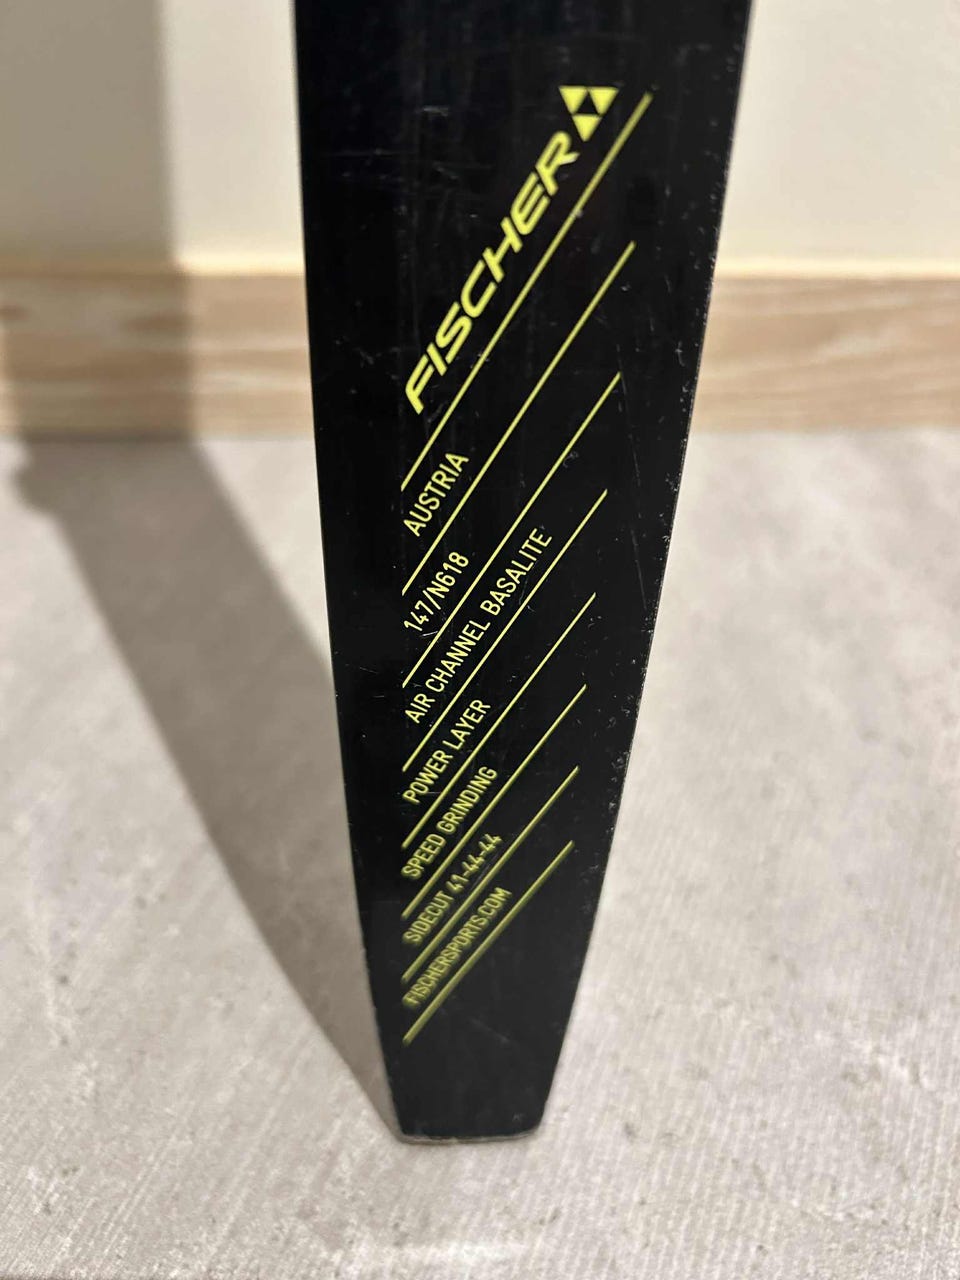 FISCHER
AUSTRIA
147/N618
AIR CHANNEL BASALITE
POWER LAYER
SPEED GRINDING
SIDECUT 41-44-44
FISCHERSPORTS.COM